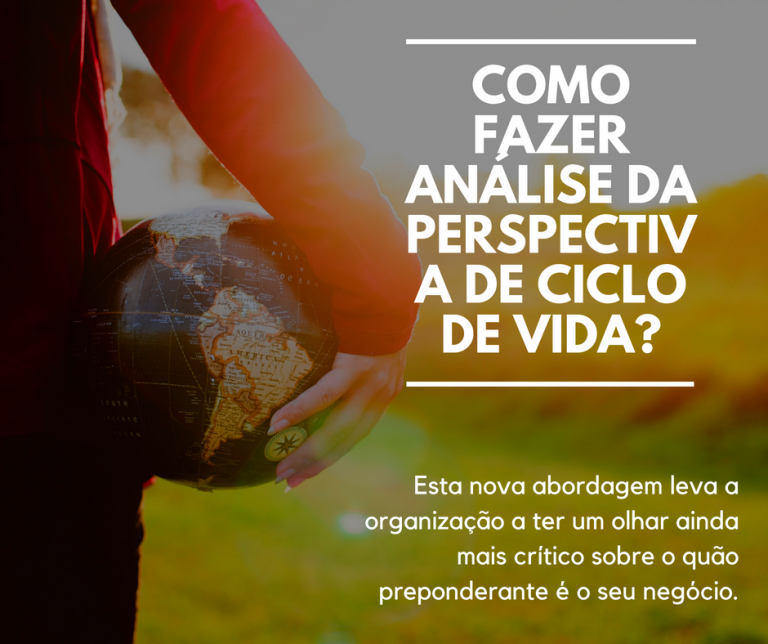 COMO
FAZER
ANÁLISE DA
PERSPECTIV
A DE CICLO
DE VIDA?
Esta nova abordagem leva a
organização a ter um olhar ainda
mais crítico sobre o quão
preponderante é o seu negócio.